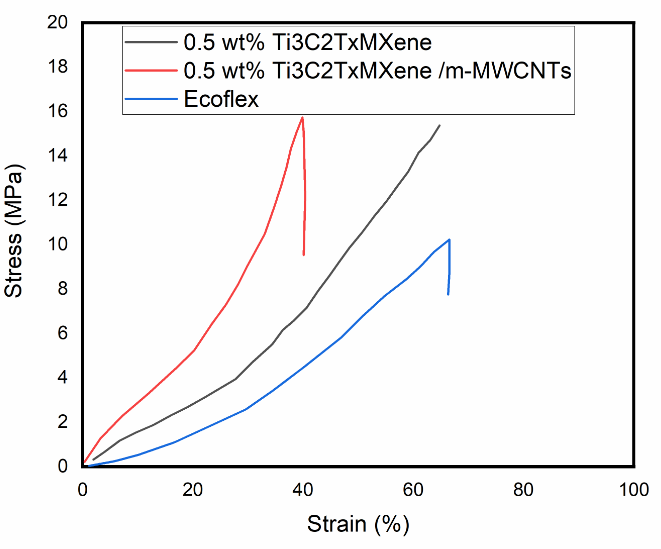 0.5 wt% Ti3C2TxMXene
0.5 wt% Ti3C2TxMXene /m-MWCNTs
Ecoflex
20
18
16
14
12
10
8
6
4
2
0
Stress (MPa)
0 20 40 60 80 100
Strain (%)